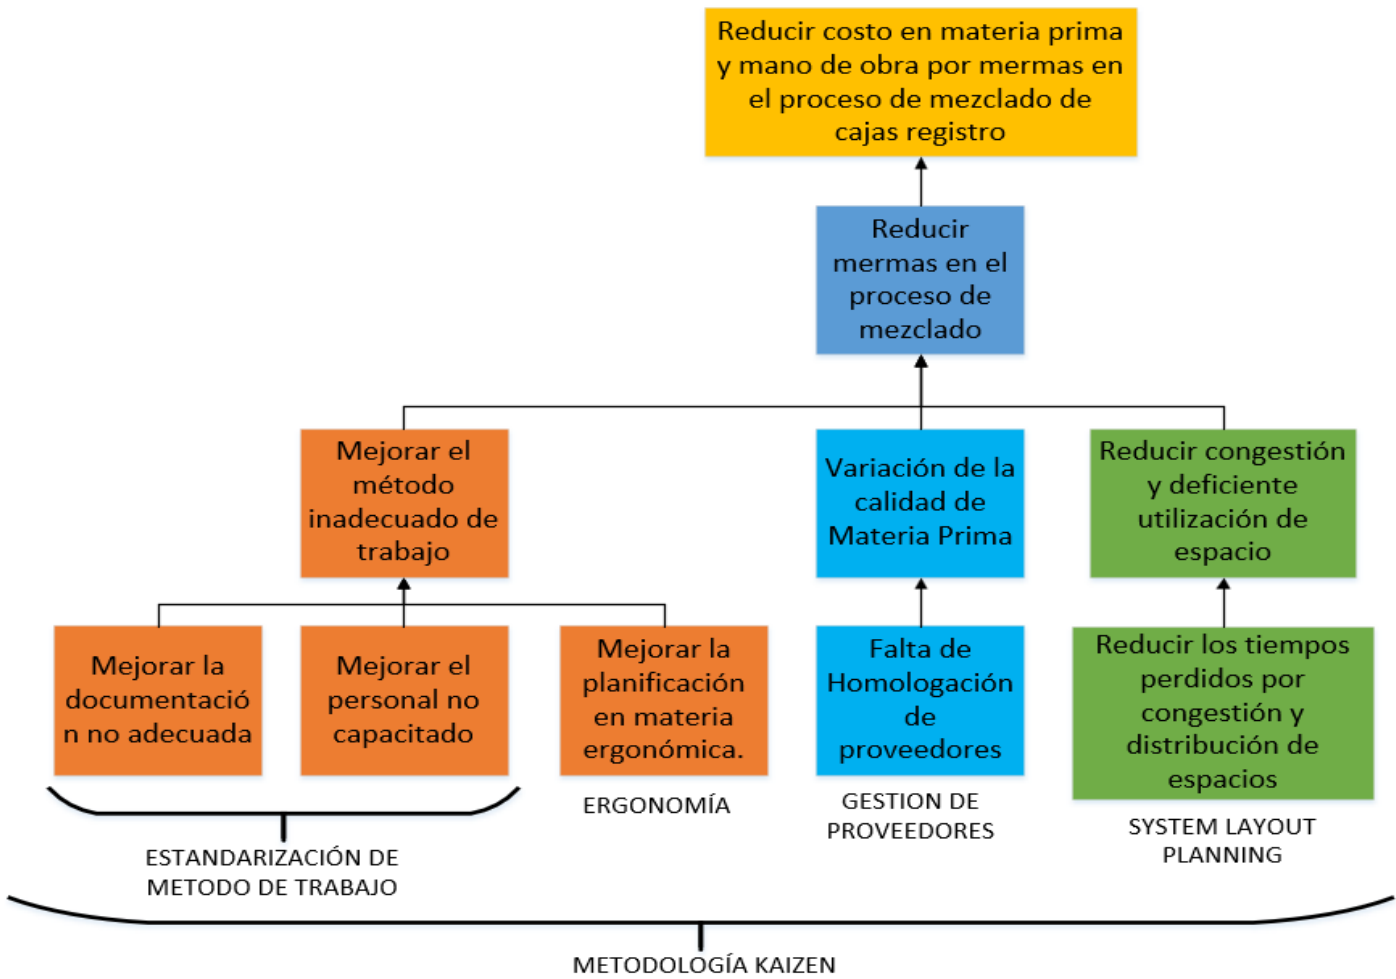 Reducir costo en materia prima
y mano de obra por mermas en
el proceso de mezclado de
cajas registro
Reducir
mermas en el
proceso de
mezclado
Mejorar el
método
inadecuado de
trabajo
Variación de la
calidad de
Materia Prima
Reducir congestión
y deficiente
utilización de
espacio
Mejorar la
documentació
n no adecuada
Mejorar el
personal no
capacitado
Mejorar la
planificación
en materia
ergonómica.
Falta de
Homologación
de
proveedores
Reducir los tiempos
perdidos por
congestión y
distribución de
espacios
ERGONOMÍA
GESTION DE
PROVEEDORES
SYSTEM LAYOUT
PLANNING
ESTANDARIZACIÓN DE
METODO DE TRABAJO
METODOLOGÍA KAIZEN